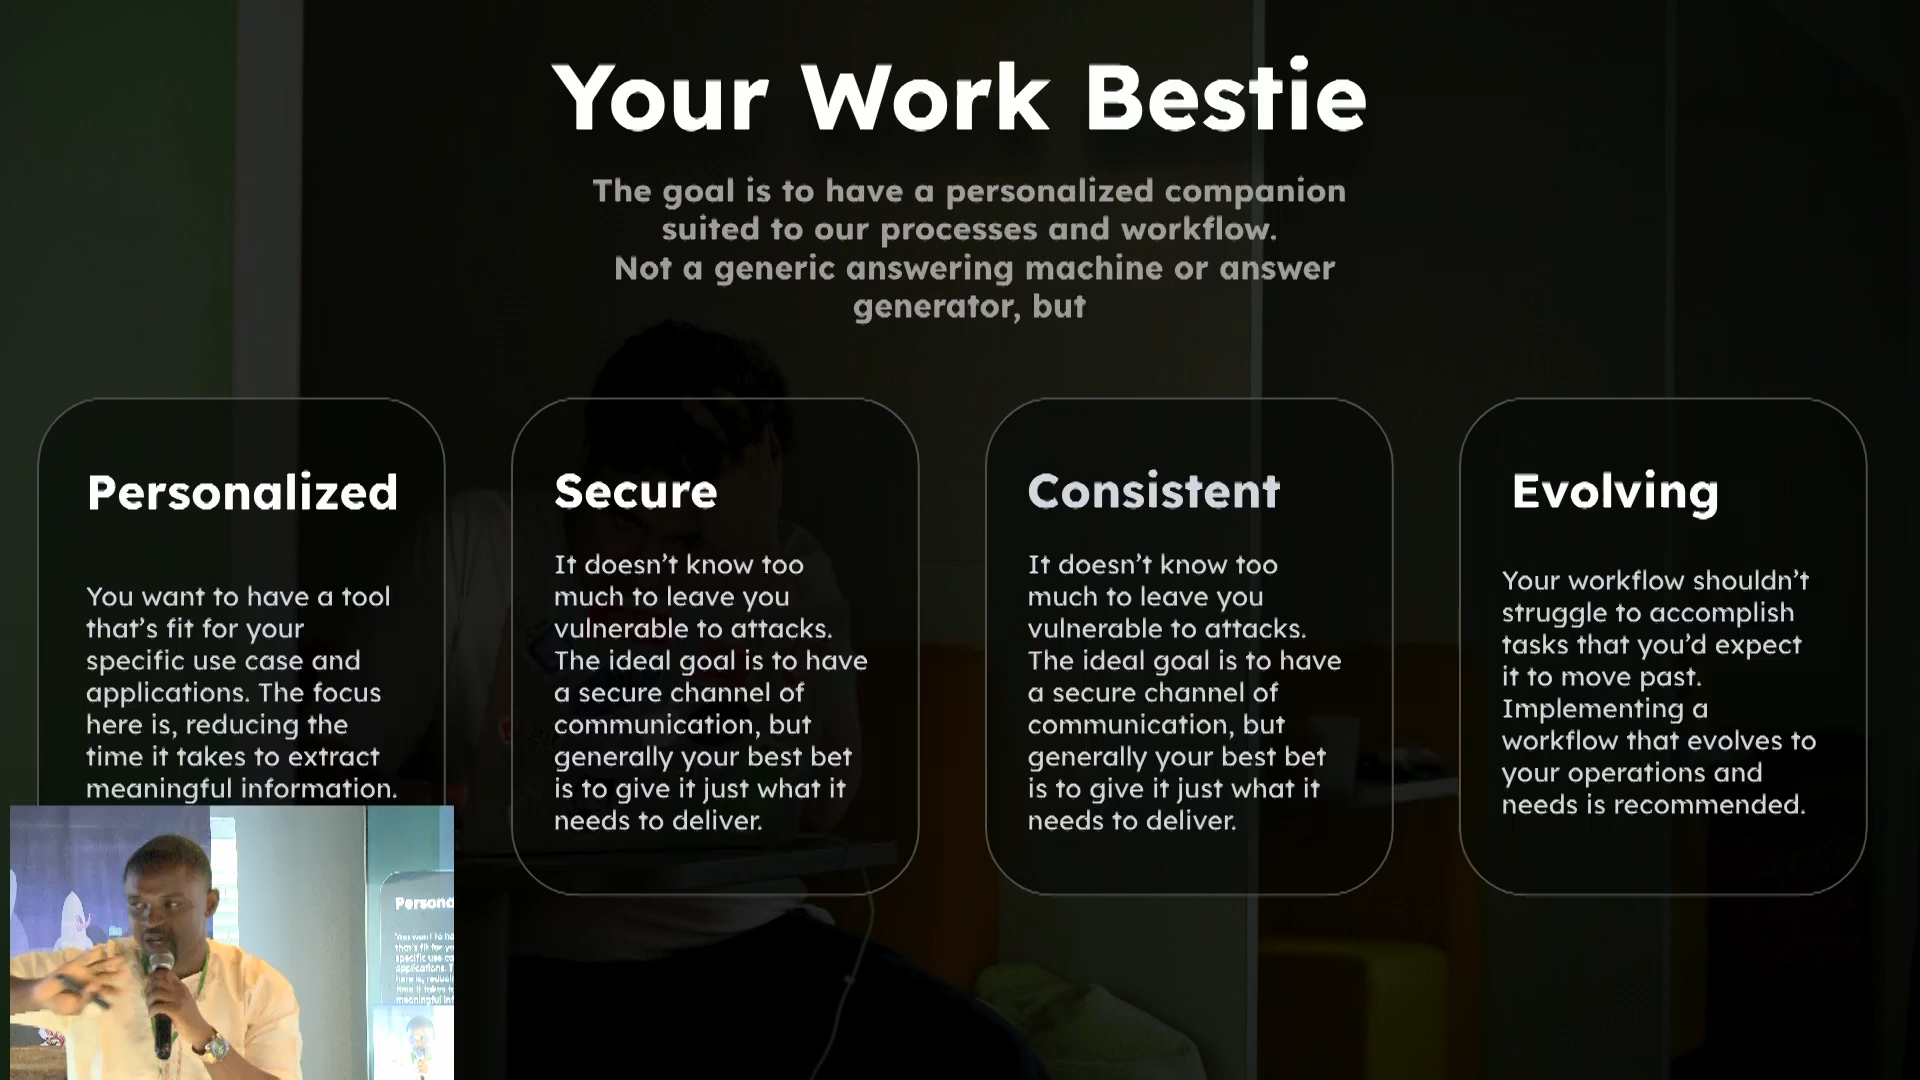 Your Work Bestie
The goal is to have a personalized companion
suited to our processes and workflow.
Not a generic answering machine or answer
generator, but
Personalized
You want to have a tool
that’s fit for your
specific use case and
applications. The focus
here is, reducing the
time it takes to extract
meaningful information.
Secure
It doesn’t know too
much to leave you
vulnerable to attacks.
The ideal goal is to have
a secure channel of
communication, but
generally your best bet
is to give it just what it
needs to deliver.
Consistent
It doesn’t know too
much to leave you
vulnerable to attacks.
The ideal goal is to have
a secure channel of
communication, but
generally your best bet
is to give it just what it
needs to deliver.
Evolving
Your workflow shouldn’t
struggle to accomplish
tasks that you’d expect
it to move past.
Implementing a
workflow that evolves to
your operations and
needs is recommended.